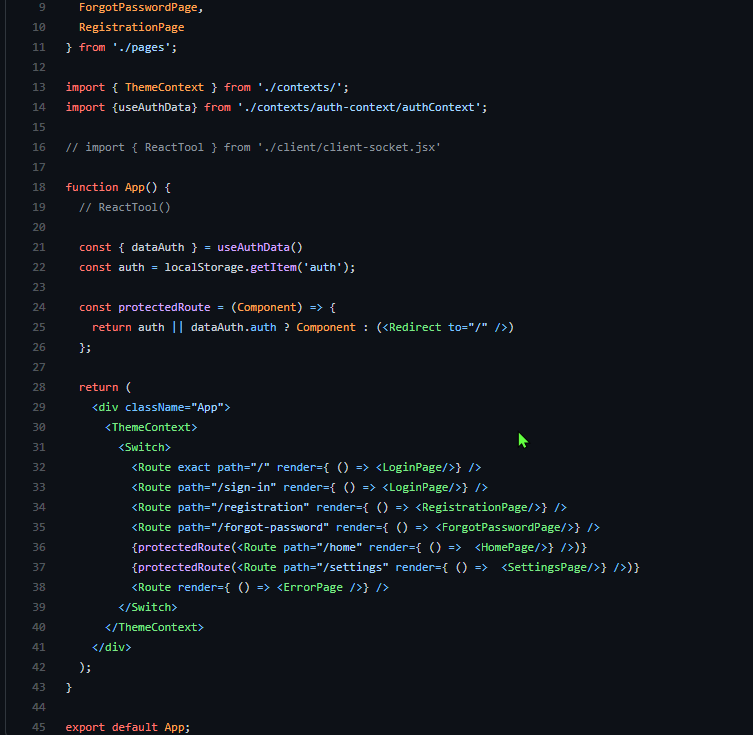 9 ForgotPasswordPage,
10 RegistrationPage
11 } from './pages';
12
13 import { ThemeContext } from './contexts/';
14 import {useAuthData} from './contexts/auth-context/authContext';
15
16 // import { ReactTool } from './client/client-socket.jsx'
17
18 function App() {
19 // ReactTool()
20
21 const { dataAuth } = useAuthData()
22 const auth = localStorage.getItem('auth');
23
24 const protectedRoute = (Component) => {
25 return auth || dataAuth.auth ? Component : (<Redirect to="/" />)
26 };
27
28 return (
29 <div className="App">
30 <ThemeContext>
31 <Switch>
32 <Route exact path="/" render={ () => <LoginPage/>} />
33 <Route path="/sign-in" render={ () => <LoginPage/>} />
34 <Route path="/registration" render={ () => <RegistrationPage/>} />
35 <Route path="/forgot-password" render={ () => <ForgotPasswordPage/>} />
36 {protectedRoute(<Route path="/home" render={ () =>  <HomePage/>} />)}
37 {protectedRoute(<Route path="/settings" render={ () =>  <SettingsPage/>} />)}
38 <Route render={ () => <ErrorPage />} />
39 </Switch>
40 </ThemeContext>
41 </div>
42 );
43 }
44
45 export default App;